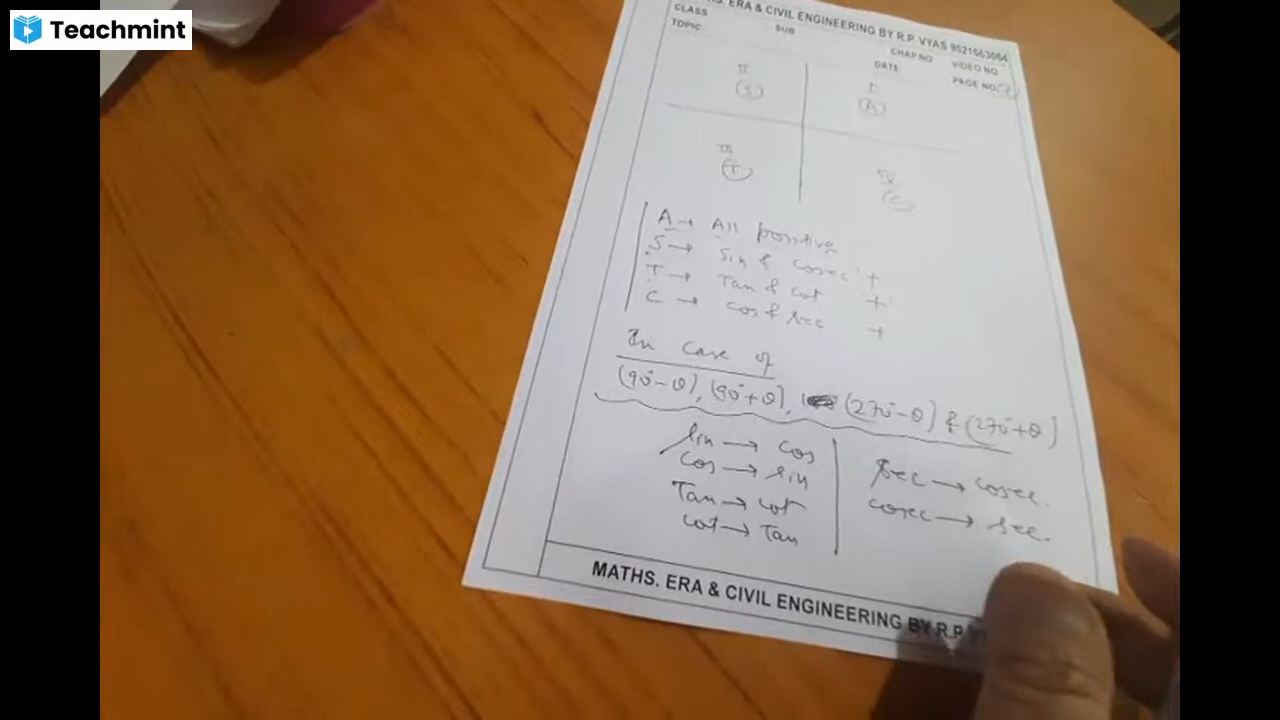 Teachmint
MATHS. ERA & CIVIL ENGINEERING BY R.P. VYAS 9521663064
CLASS SUB CHAP.NO VIDEO NO
TOPIC DATE PAGE NO.
II I
S A
III IV
T C
A → All positive
S → Sin & cosec +
T → Tan & cot +
C → cos & sec +
In case of
(90°-θ), (90°+θ), (270°-θ) & (270°+θ)
sin → cos
cos → sin
Tan → cot
cot → Tan
sec → cosec.
cosec → sec.
MATHS. ERA & CIVIL ENGINEERING BY R.P.